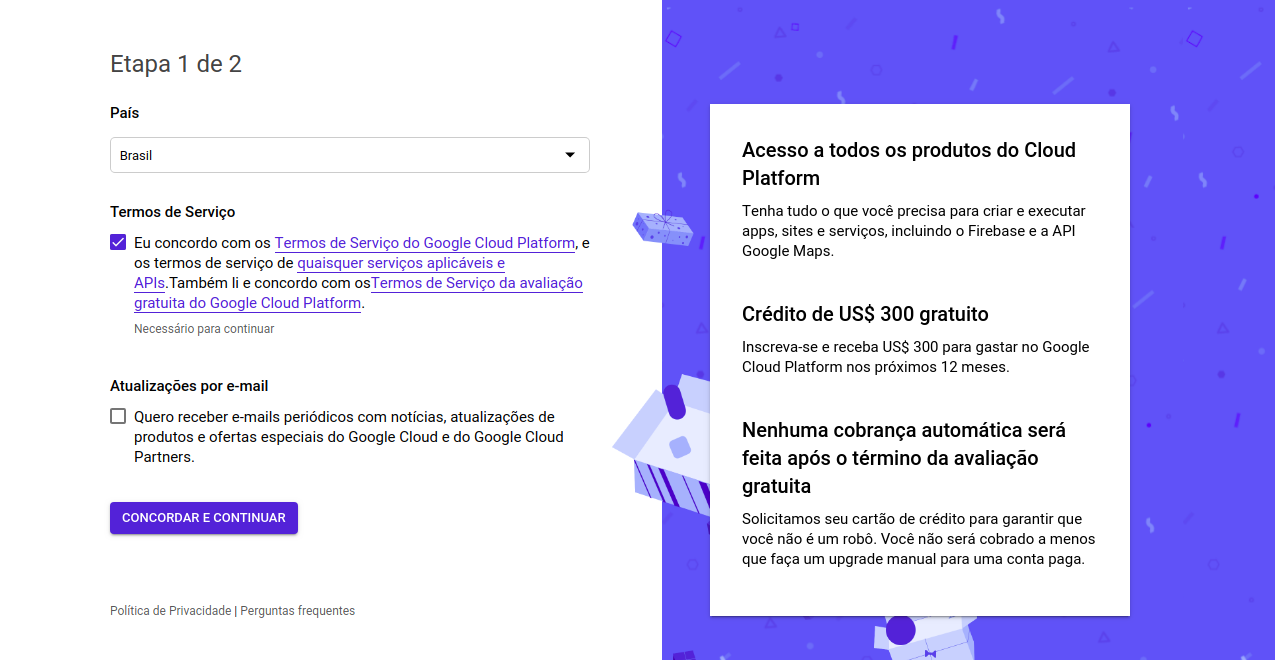 Etapa 1 de 2
País
Brasil
Termos de Serviço
Eu concordo com os Termos de Serviço do Google Cloud Platform, e
os termos de serviço de quaisquer serviços aplicáveis e
APIs.Também li e concordo com osTermos de Serviço da avaliação
gratuita do Google Cloud Platform.
Necessário para continuar
Atualizações por e-mail
Quero receber e-mails periódicos com notícias, atualizações de
produtos e ofertas especiais do Google Cloud e do Google Cloud
Partners.
CONCORDAR E CONTINUAR
Política de Privacidade | Perguntas frequentes
Acesso a todos os produtos do Cloud
Platform
Tenha tudo o que você precisa para criar e executar
apps, sites e serviços, incluindo o Firebase e a API
Google Maps.
Crédito de US$ 300 gratuito
Inscreva-se e receba US$ 300 para gastar no Google
Cloud Platform nos próximos 12 meses.
Nenhuma cobrança automática será
feita após o término da avaliação
gratuita
Solicitamos seu cartão de crédito para garantir que
você não é um robô. Você não será cobrado a menos
que faça um upgrade manual para uma conta paga.